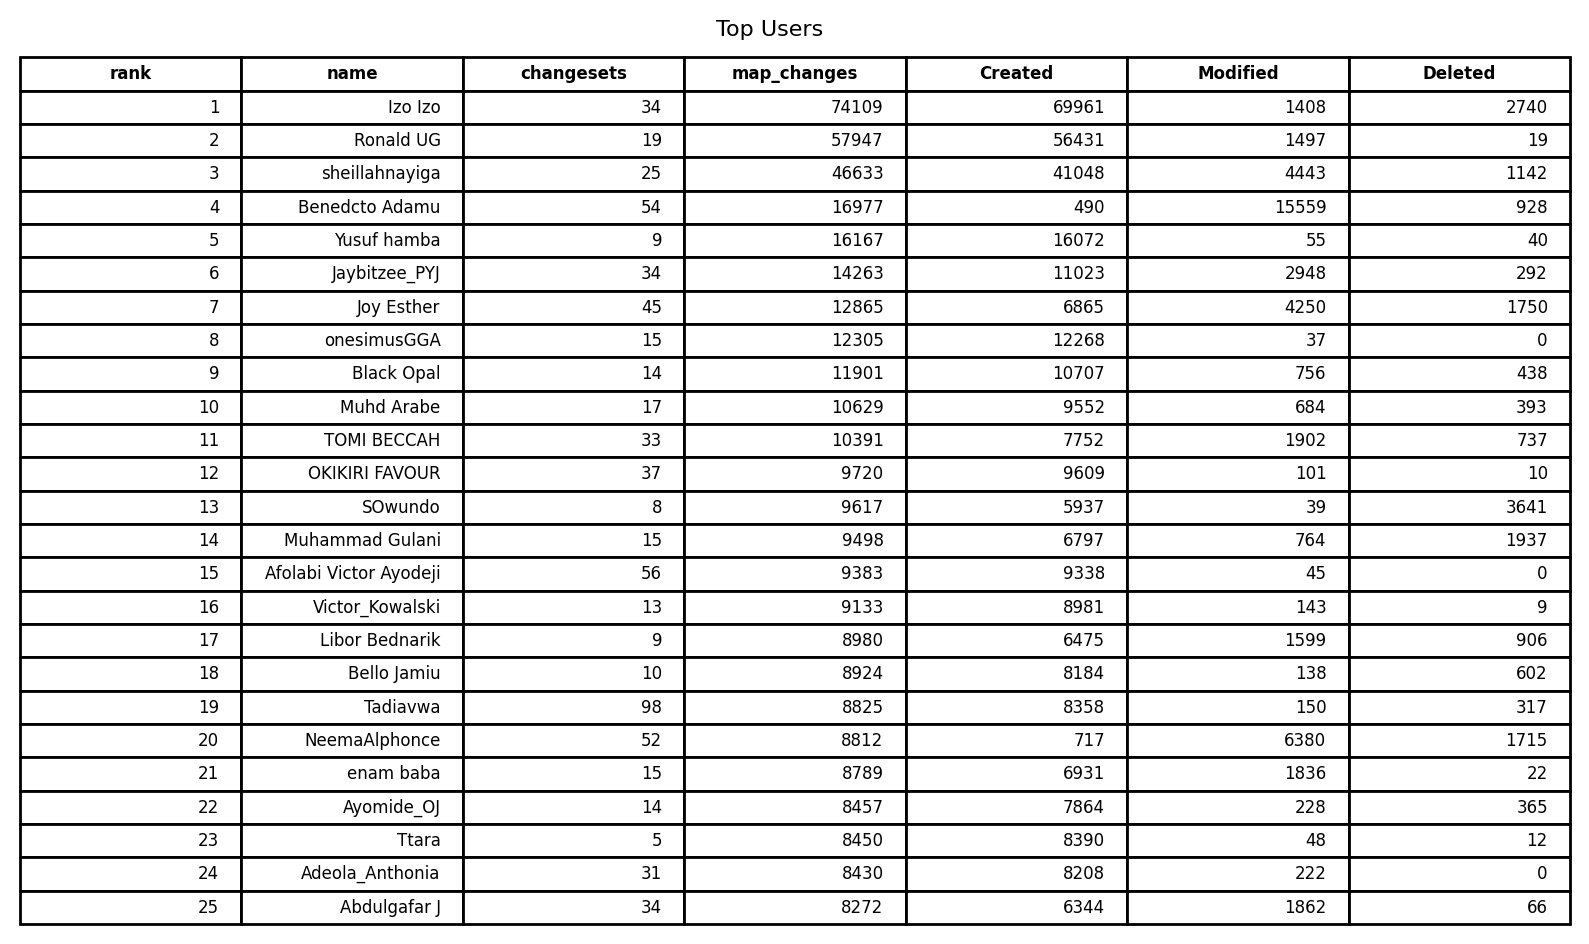 Top Users
rank name changesets map_changes Created Modified Deleted
1 Izo Izo 34 74109 69961 1408 2740
2 Ronald UG 19 57947 56431 1497 19
3 sheillahnayiga 25 46633 41048 4443 1142
4 Benedcto Adamu 54 16977 490 15559 928
5 Yusuf hamba 9 16167 16072 55 40
6 Jaybitzee_PYJ 34 14263 11023 2948 292
7 Joy Esther 45 12865 6865 4250 1750
8 onesimusGGA 15 12305 12268 37 0
9 Black Opal 14 11901 10707 756 438
10 Muhd Arabe 17 10629 9552 684 393
11 TOMI BECCAH 33 10391 7752 1902 737
12 OKIKIRI FAVOUR 37 9720 9609 101 10
13 SOwundo 8 9617 5937 39 3641
14 Muhammad Gulani 15 9498 6797 764 1937
15 Afolabi Victor Ayodeji 56 9383 9338 45 0
16 Victor_Kowalski 13 9133 8981 143 9
17 Libor Bednarik 9 8980 6475 1599 906
18 Bello Jamiu 10 8924 8184 138 602
19 Tadiavwa 98 8825 8358 150 317
20 NeemaAlphonce 52 8812 717 6380 1715
21 enam baba 15 8789 6931 1836 22
22 Ayomide_OJ 14 8457 7864 228 365
23 Ttara 5 8450 8390 48 12
24 Adeola_Anthonia 31 8430 8208 222 0
25 Abdulgafar J 34 8272 6344 1862 66